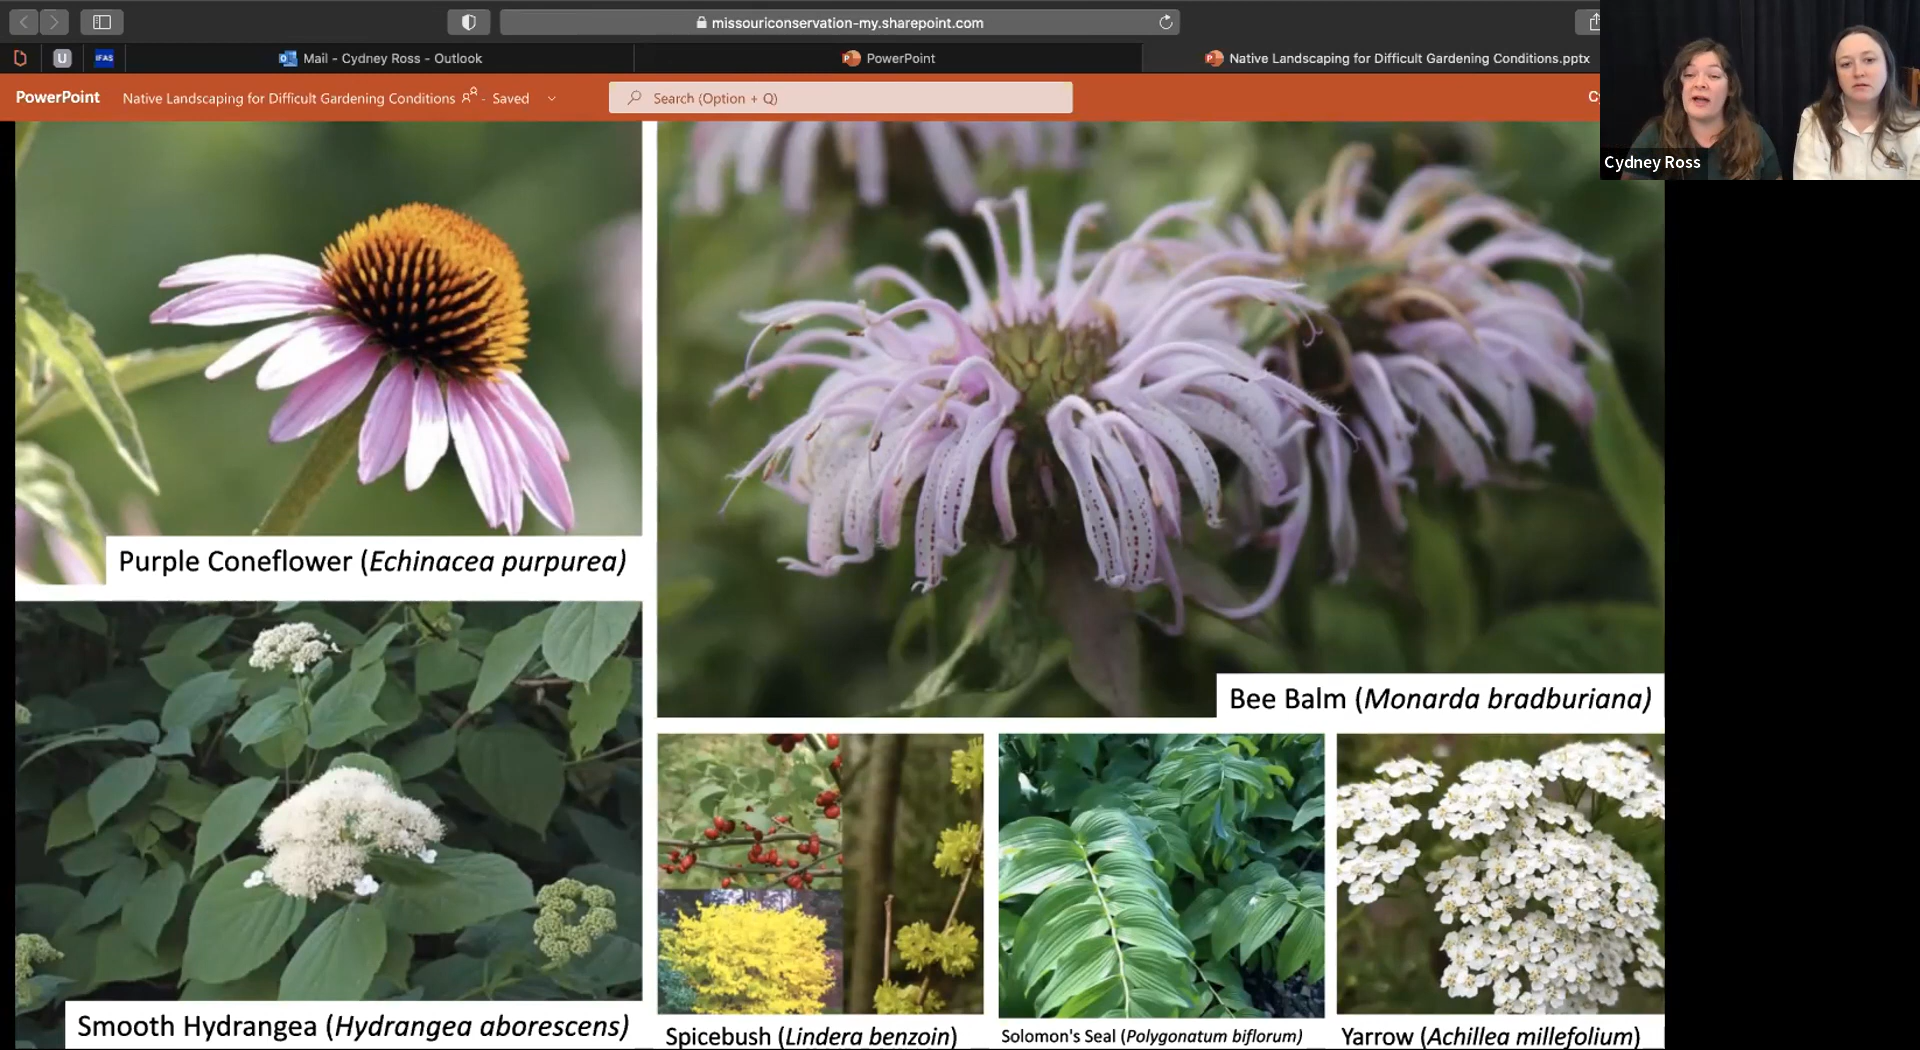 missouriconservation-my.sharepoint.com
U
IFAS
Mail - Cydney Ross - Outlook
PowerPoint
Native Landscaping for Difficult Gardening Conditions.pptx
PowerPoint
Native Landscaping for Difficult Gardening Conditions - Saved
Search (Option + Q)
Cy
Cydney Ross
Purple Coneflower (Echinacea purpurea)
Bee Balm (Monarda bradburiana)
Smooth Hydrangea (Hydrangea aborescens)
Spicebush (Lindera benzoin)
Solomon's Seal (Polygonatum biflorum)
Yarrow (Achillea millefolium)